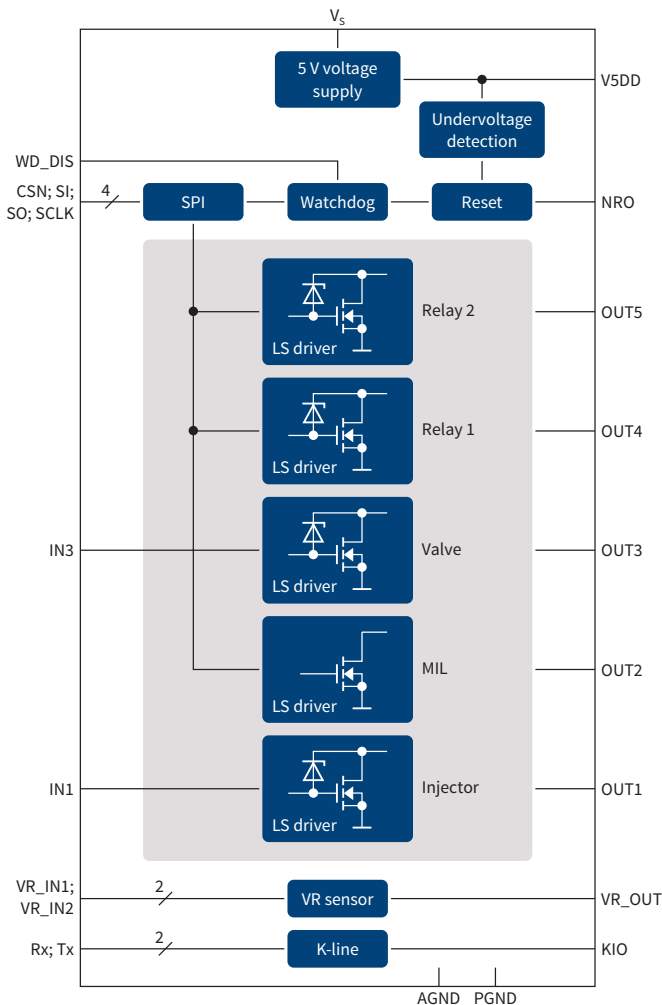 Vs
5 V voltage
supply
V5DD
Undervoltage
detection
WD_DIS
CSN; SI;
SO; SCLK
4
SPI
Watchdog
Reset
NRO
LS driver
Relay 2
OUT5
LS driver
Relay 1
OUT4
IN3
LS driver
Valve
OUT3
LS driver
MIL
OUT2
IN1
LS driver
Injector
OUT1
VR_IN1;
VR_IN2
2
VR sensor
VR_OUT
Rx; Tx
2
K-line
KIO
AGND
PGND